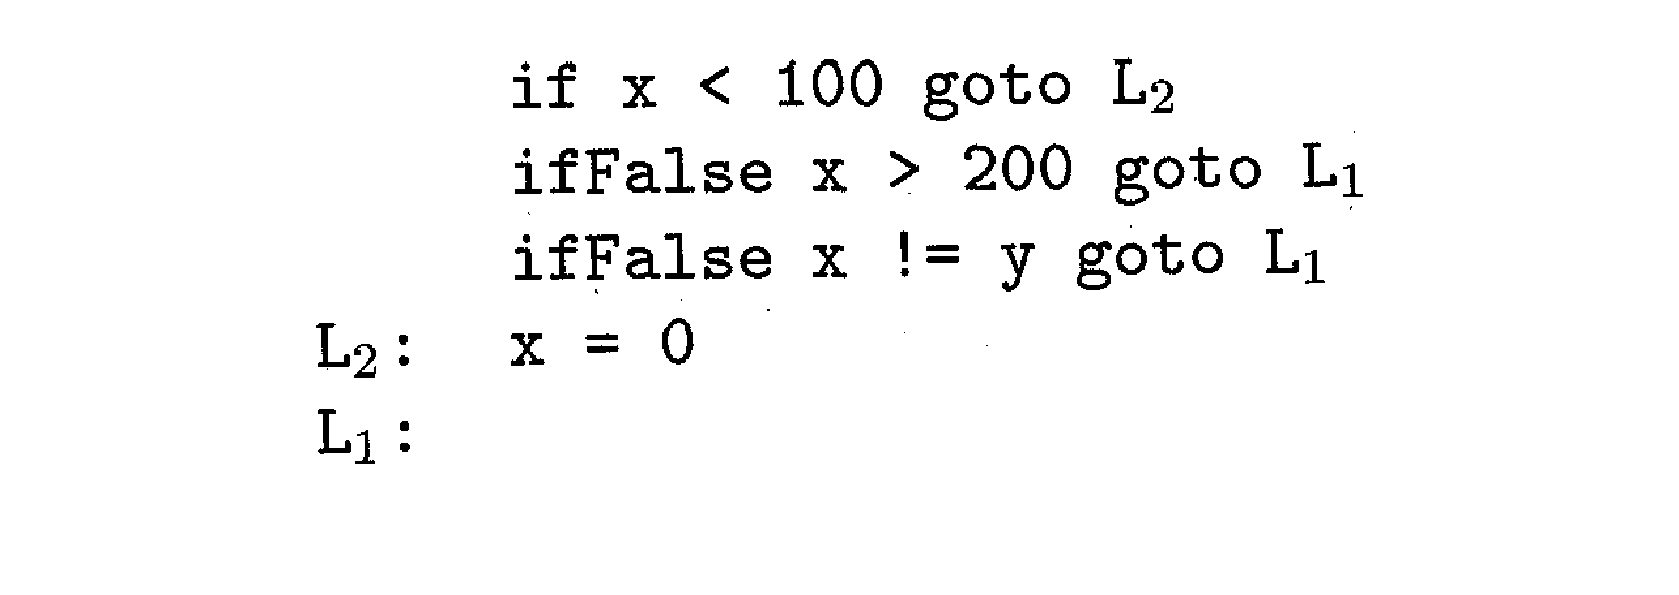 if x < 100 goto L₂
ifFalse x > 200 goto L₁
ifFalse x != y goto L₁
L₂: x = 0
L₁: